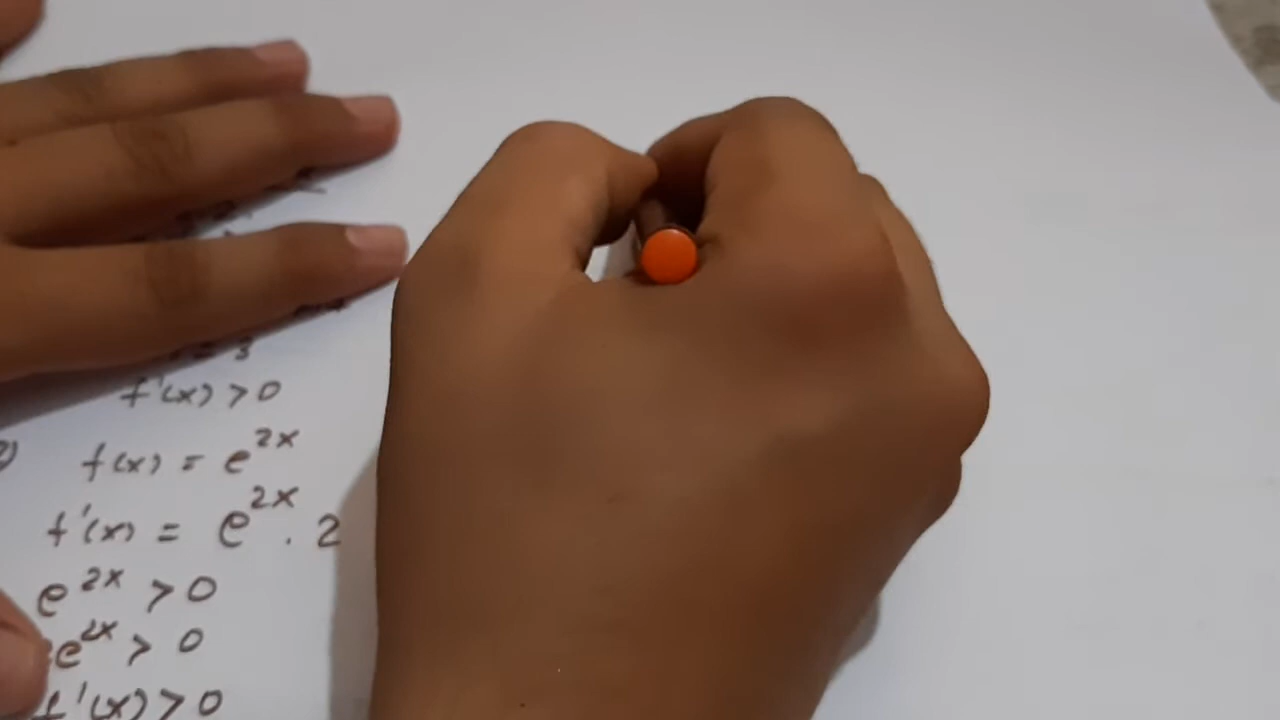 f'(x) > 0
f(x) = e^{2x}
f'(x) = e^{2x} . 2
e^{2x} > 0
e^{2x} > 0
f'(x) > 0